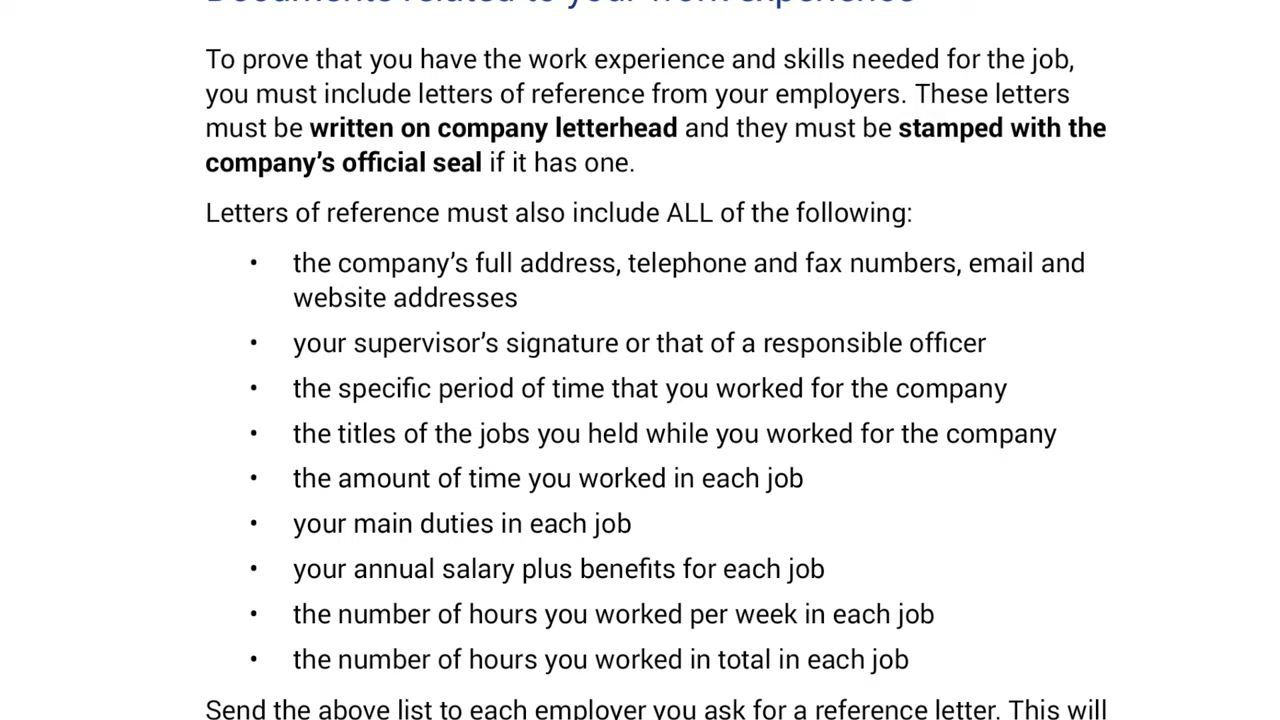 Documents related to your work experience
To prove that you have the work experience and skills needed for the job,
you must include letters of reference from your employers. These letters
must be written on company letterhead and they must be stamped with the
company’s official seal if it has one.
Letters of reference must also include ALL of the following:
• the company’s full address, telephone and fax numbers, email and
website addresses
• your supervisor’s signature or that of a responsible officer
• the specific period of time that you worked for the company
• the titles of the jobs you held while you worked for the company
• the amount of time you worked in each job
• your main duties in each job
• your annual salary plus benefits for each job
• the number of hours you worked per week in each job
• the number of hours you worked in total in each job
Send the above list to each employer you ask for a reference letter. This will